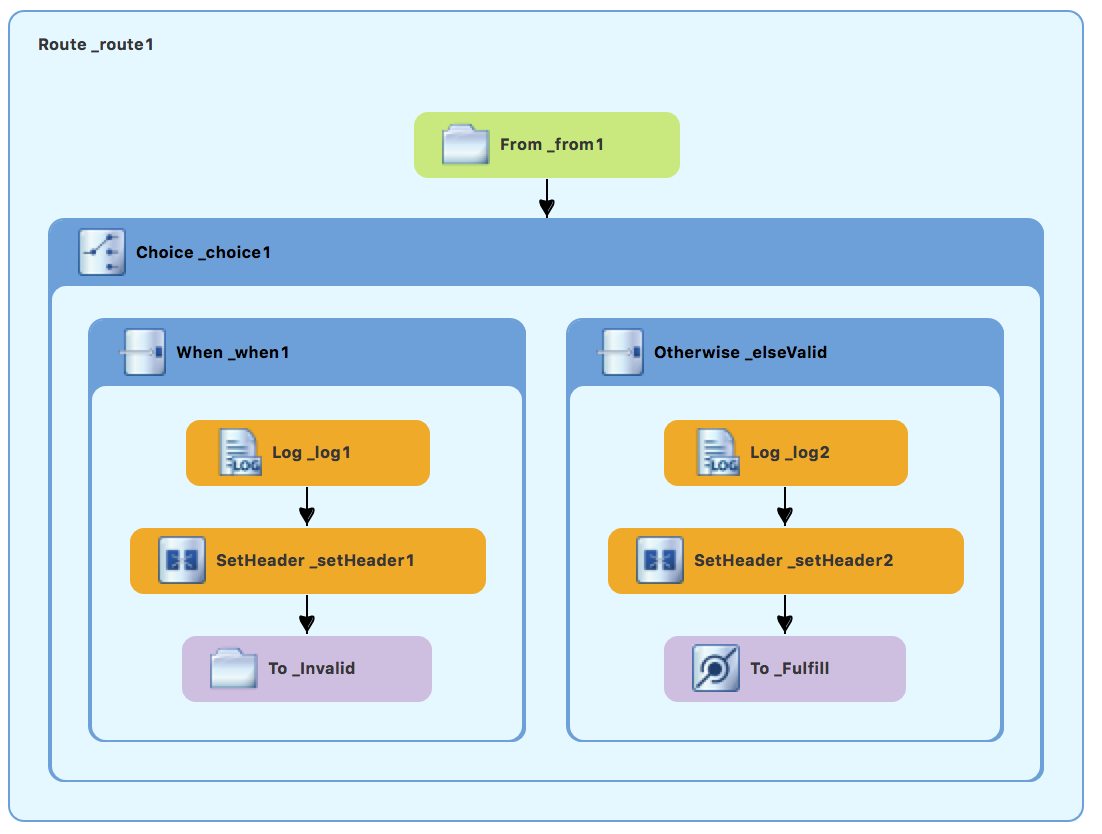 Route _route1
From _from1
Choice _choice1
When _when1
Otherwise _elseValid
LOG
Log _log1
LOG
Log _log2
SetHeader _setHeader1
SetHeader _setHeader2
To _Invalid
To _Fulfill